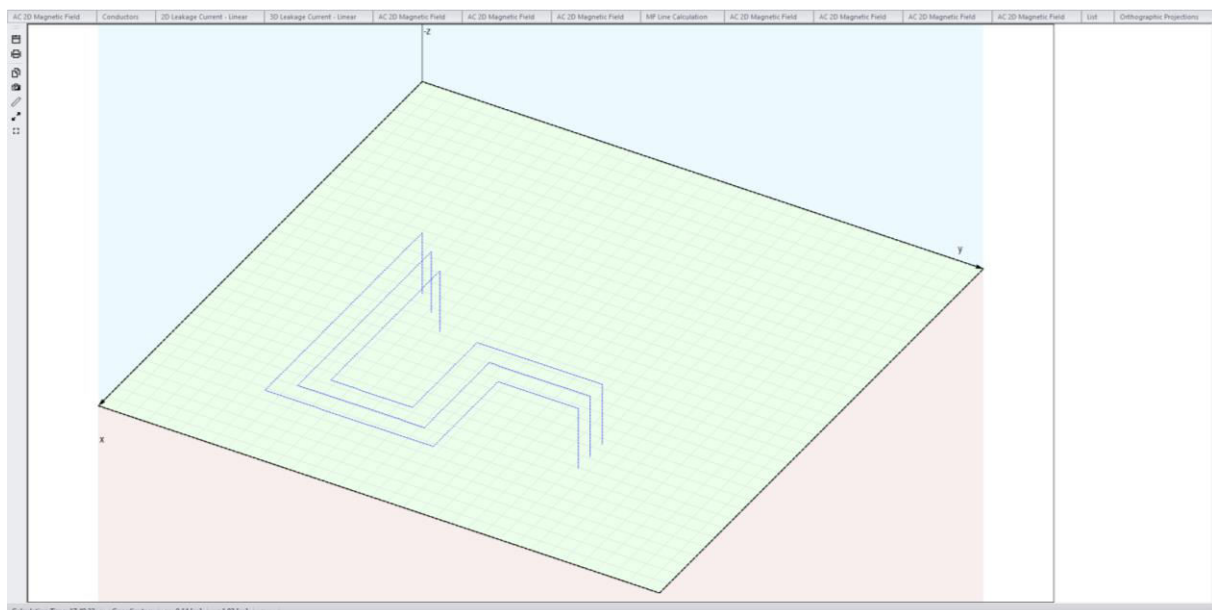 AC 2D Magnetic Field Conductors 2D Leakage Current - Linear 3D Leakage Current - Linear AC 2D Magnetic Field AC 2D Magnetic Field AC 2D Magnetic Field MF Line Calculation AC 2D Magnetic Field AC 2D Magnetic Field AC 2D Magnetic Field AC 2D Magnetic Field List Orthographic Projections
-z
y
x